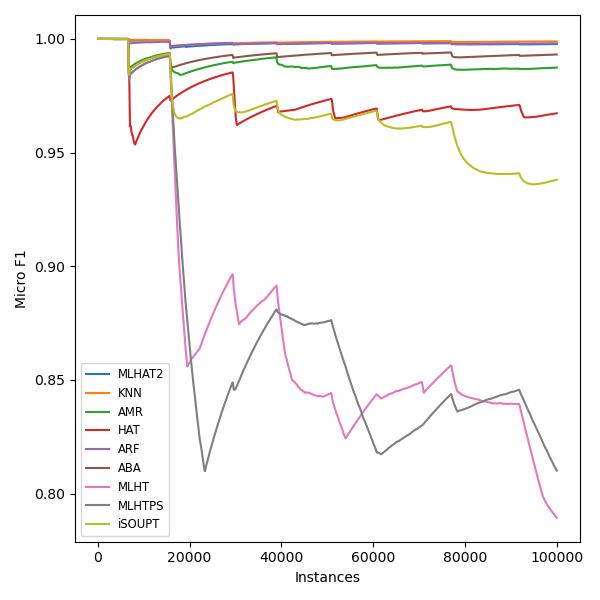 1.00
0.95
0.90
0.85
0.80
Micro F1
MLHAT2
KNN
AMR
HAT
ARF
ABA
MLHT
MLHTPS
iSOUPT
0 20000 40000 60000 80000 100000
Instances